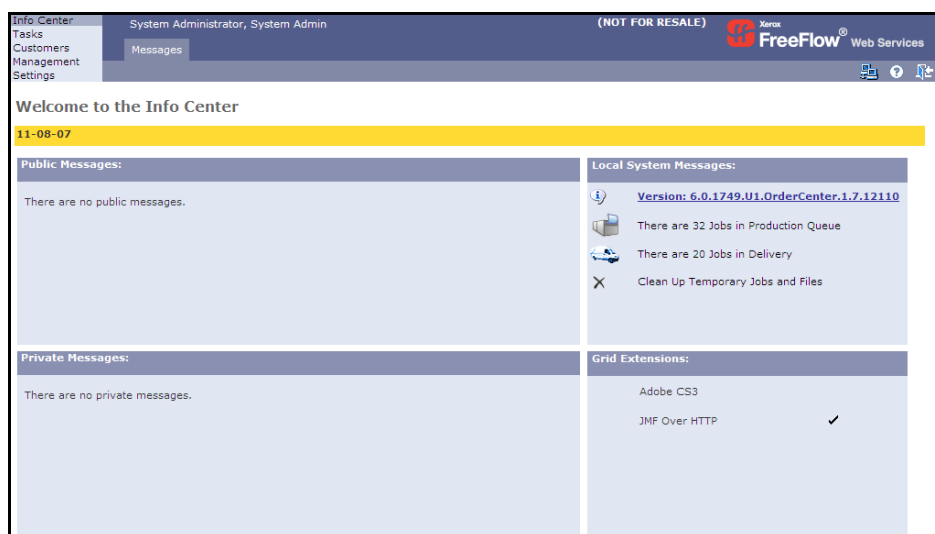 Info Center
Tasks
Customers
Management
Settings
System Administrator, System Admin
Messages
(NOT FOR RESALE)
Xerox
FreeFlow® Web Services
Welcome to the Info Center
11-08-07
Public Messages:
There are no public messages.
Local System Messages:
Version: 6.0.1749.U1.OrderCenter.1.7.12110
There are 32 Jobs in Production Queue
There are 20 Jobs in Delivery
Clean Up Temporary Jobs and Files
Private Messages:
There are no private messages.
Grid Extensions:
Adobe CS3
JMF Over HTTP